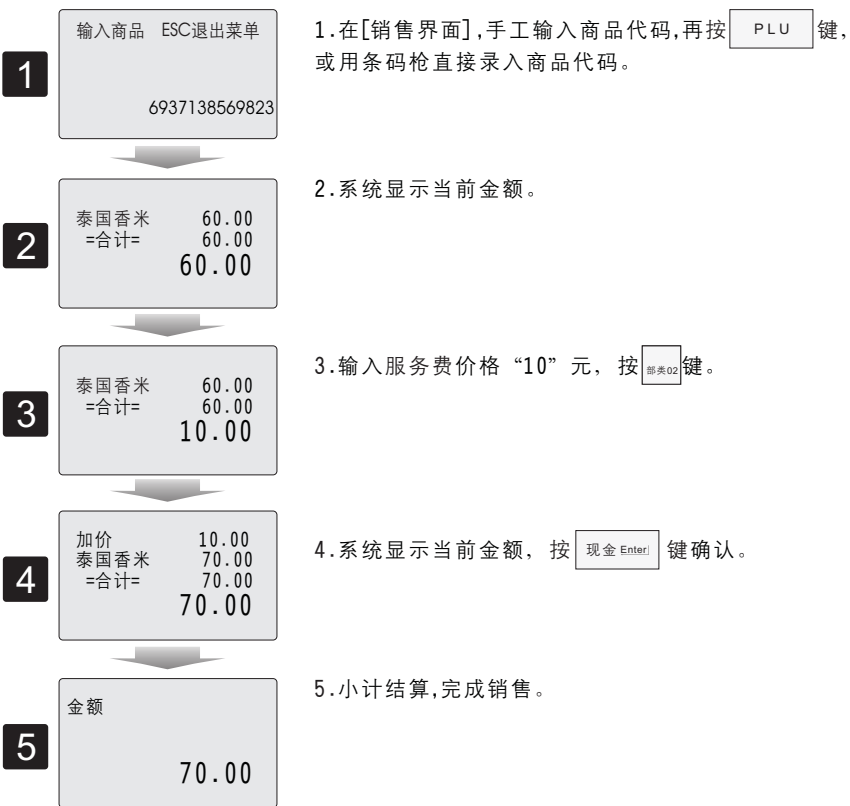 1
输入商品 ESC退出菜单
6937138569823
1.在[销售界面],手工输入商品代码,再按 PLU 键,
或用条码枪直接录入商品代码。
2
泰国香米 60.00
=合计= 60.00
60.00
2.系统显示当前金额。
3
泰国香米 60.00
=合计= 60.00
10.00
3.输入服务费价格“10”元, 按 部类02 键。
4
加价 10.00
泰国香米 70.00
=合计= 70.00
70.00
4.系统显示当前金额, 按 现金 Enter 键确认。
5
金额
70.00
5.小计结算,完成销售。